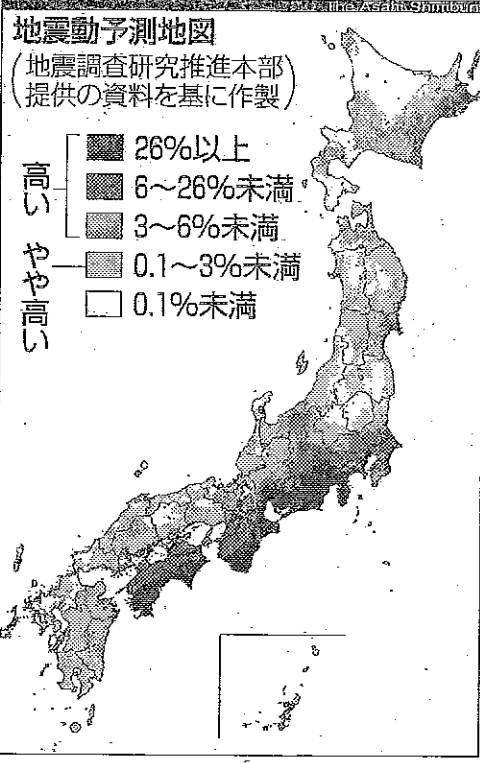 The Asahi Shimbun
地震動予測地図
(地震調査研究推進本部
提供の資料を基に作製)
高い
26%以上
6〜26%未満
3〜6%未満
やや高い
0.1〜3%未満
0.1%未満